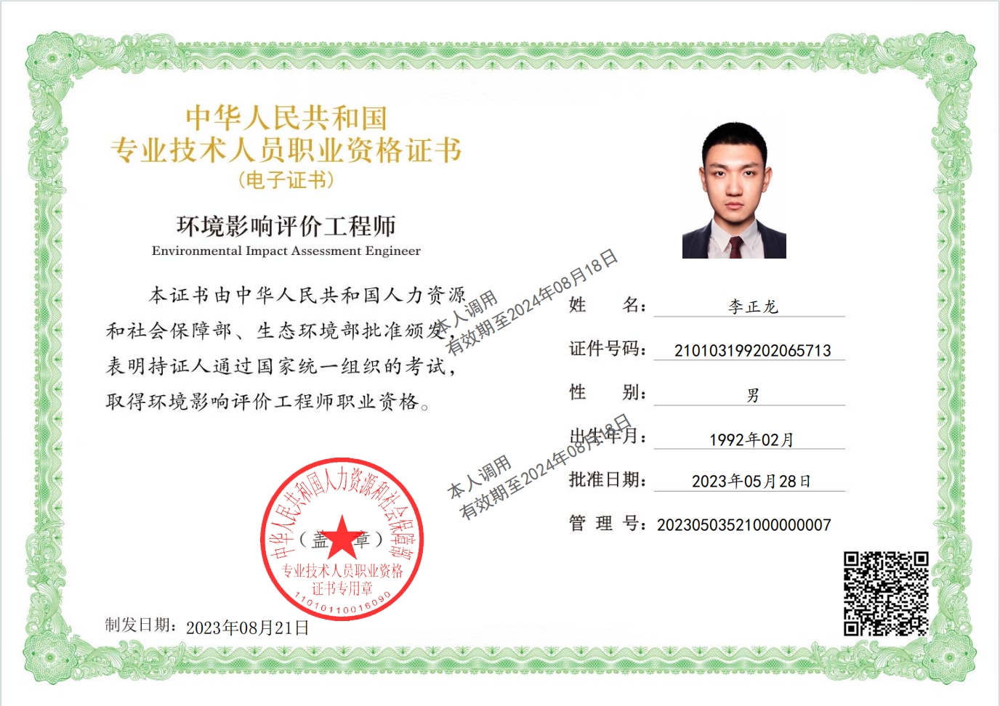 中华人民共和国
专业技术人员职业资格证书
(电子证书)
环境影响评价工程师
Environmental Impact Assessment Engineer
本证书由中华人民共和国人力资源
和社会保障部、生态环境部批准颁发，
表明持证人通过国家统一组织的考试，
取得环境影响评价工程师职业资格。
本人调用
有效期至2024年08月18日
姓名：李正龙
证件号码：210103199202065713
性别：男
出生年月：1992年02月
批准日期：2023年05月28日
管理号：20230503521000000007
本人调用
有效期至2024年08月18日
中华人民共和国人力资源和社会保障部
（盖章）
专业技术人员职业资格
证书专用章
11010110016090
制发日期：2023年08月21日